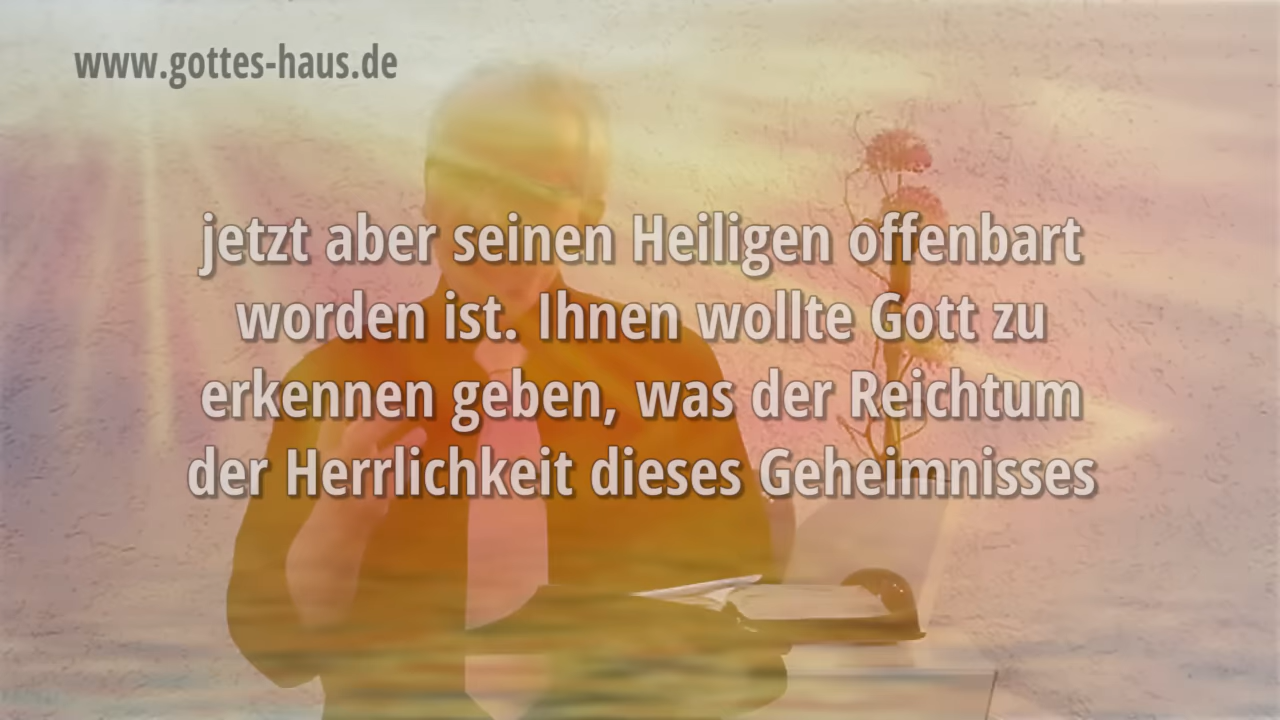 www.gottes-haus.de
jetzt aber seinen Heiligen offenbart
worden ist. Ihnen wollte Gott zu
erkennen geben, was der Reichtum
der Herrlichkeit dieses Geheimnisses